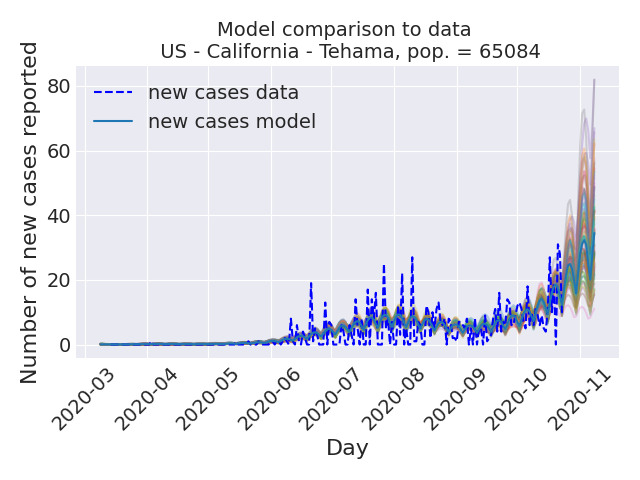 Model comparison to data
US - California - Tehama, pop. = 65084
Number of new cases reported
80
60
40
20
0
new cases data
new cases model
2020-03
2020-04
2020-05
2020-06
2020-07
2020-08
2020-09
2020-10
2020-11
Day